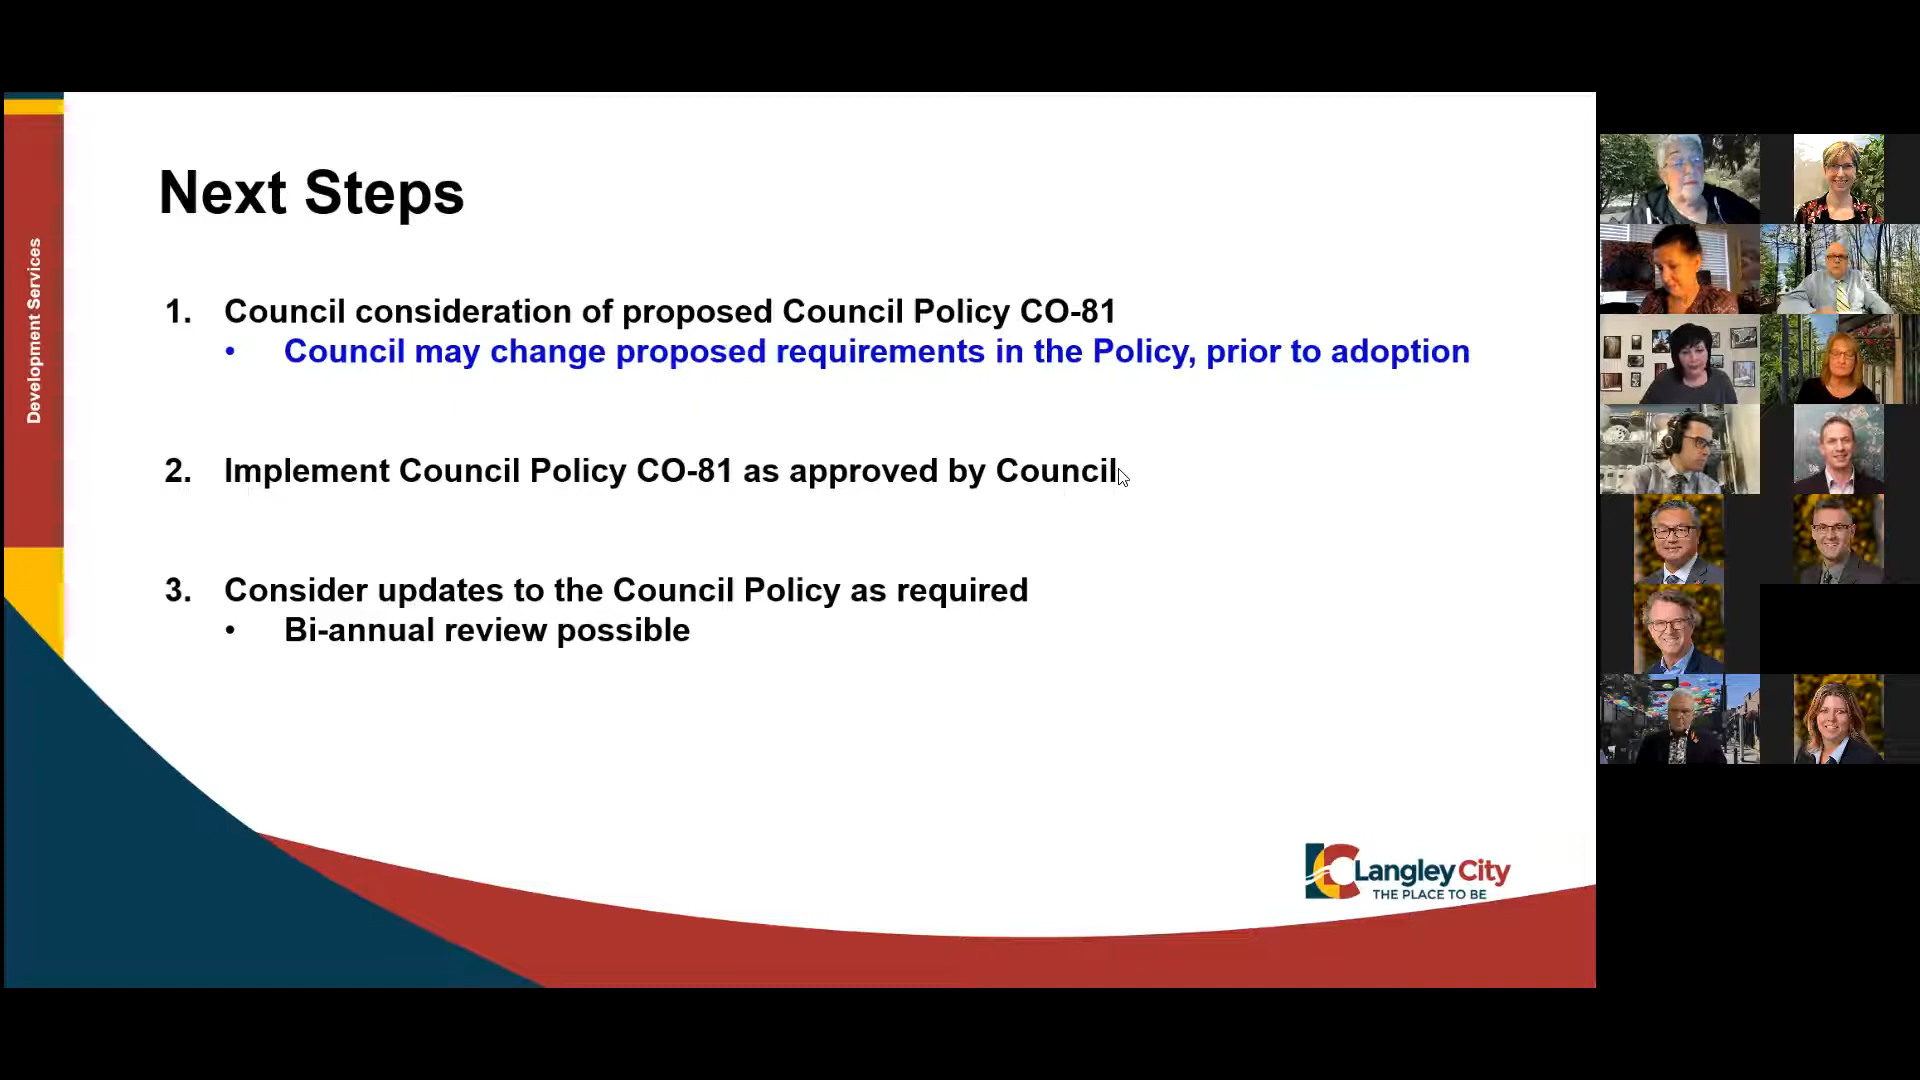 Development Services
Next Steps
1. Council consideration of proposed Council Policy CO-81
• Council may change proposed requirements in the Policy, prior to adoption
2. Implement Council Policy CO-81 as approved by Council
3. Consider updates to the Council Policy as required
• Bi-annual review possible
LC Langley City
THE PLACE TO BE